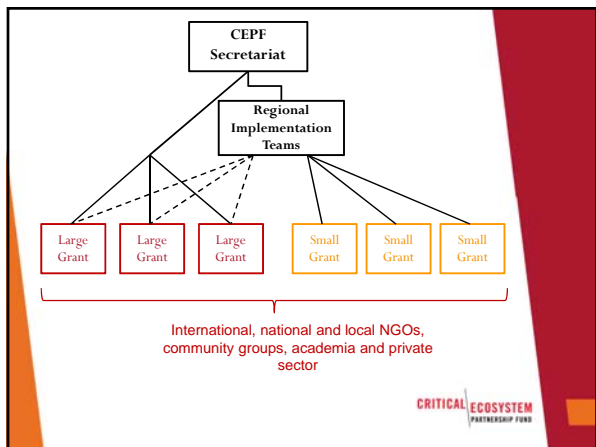 CEPF
Secretariat
Regional
Implementation
Teams
Large
Grant
Large
Grant
Large
Grant
Small
Grant
Small
Grant
Small
Grant
International, national and local NGOs,
community groups, academia and private
sector
CRITICAL ECOSYSTEM
PARTNERSHIP FUND